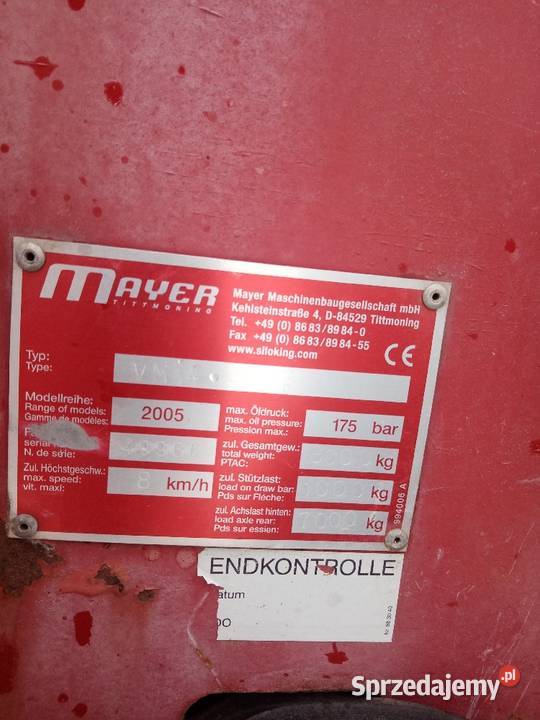 MAYER
TITTMONING
Mayer Maschinenbaugesellschaft mbH
Kehlsteinstraße 4, D-84529 Tittmoning
Tel. +49 (0) 86 83/89 84-0
Fax +49 (0) 86 83/89 84-55
www.siloking.com
CE
Typ:
Type:
Modellreihe:
Range of models:
Gamme de modèles:
2005
serial
N. de série:
Zul. Höchstgeschw.:
max. speed:
vit. maxi:
8 km/h
max. Öldruck:
max. oil pressure:
Pression max.:
175 bar
zul. Gesamtgew.:
total weight:
PTAC:
kg
zul. Stützlast:
load on draw bar:
Pds sur Flèche:
kg
zul. Achslast hinten:
load axle rear:
Pds sur essien:
kg
994006 A
ENDKONTROLLE
atum
DO
Sprzedajemy.pl